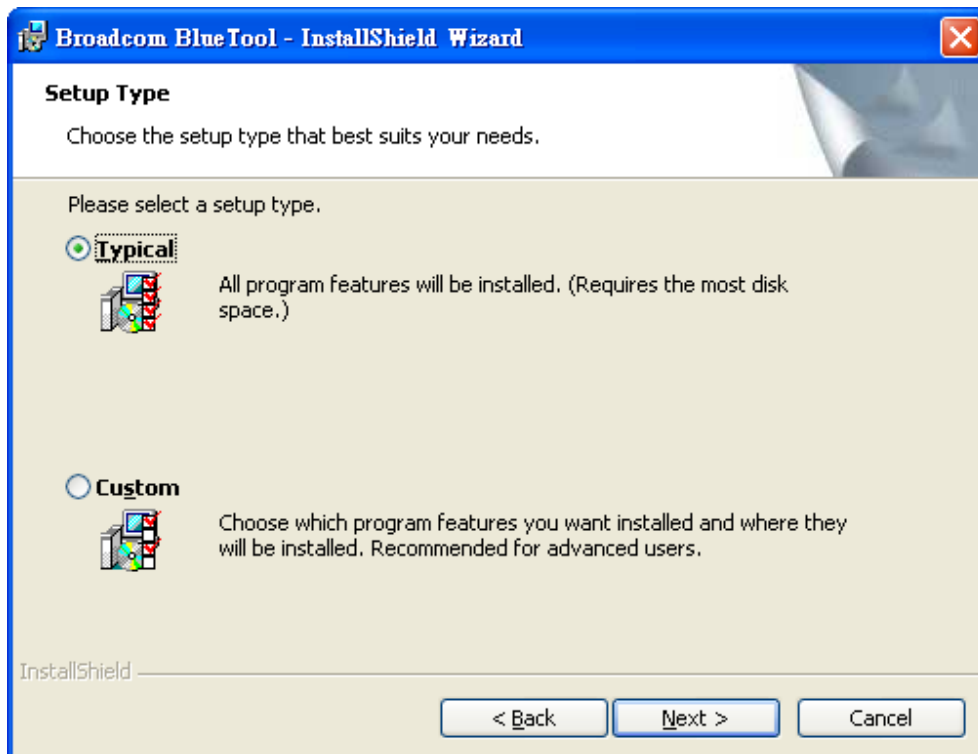 Broadcom BlueTool - InstallShield Wizard
Setup Type
Choose the setup type that best suits your needs.
Please select a setup type.
Typical
All program features will be installed. (Requires the most disk
space.)
Custom
Choose which program features you want installed and where they
will be installed. Recommended for advanced users.
InstallShield
< Back
Next >
Cancel